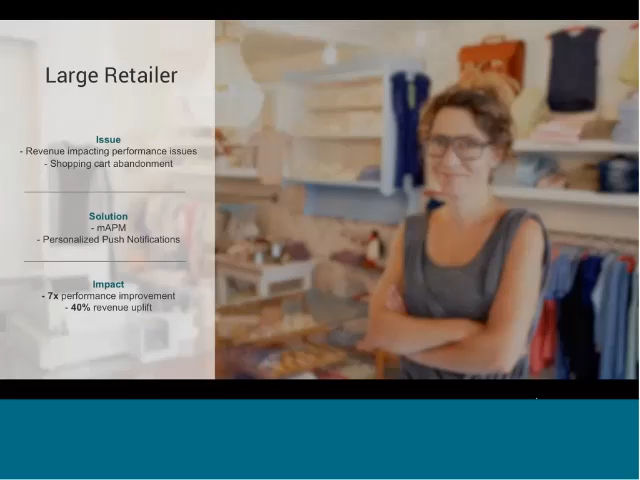 Large Retailer
Issue
- Revenue impacting performance issues
- Shopping cart abandonment
Solution
- mAPM
- Personalized Push Notifications
Impact
- 7x performance improvement
- 40% revenue uplift